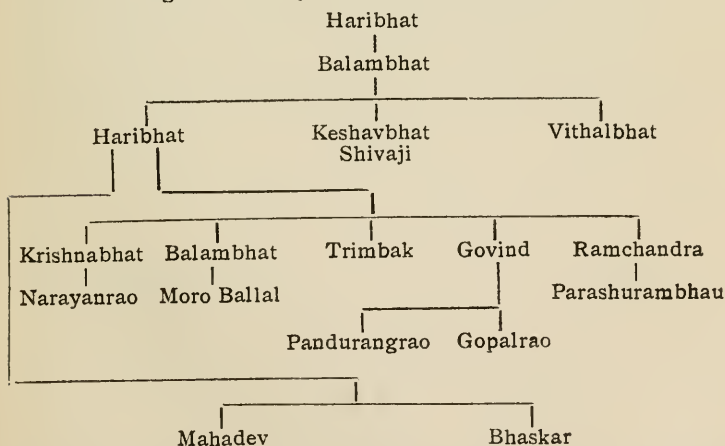 Haribhat
Balambhat
Haribhat Keshavbhat Vithalbhat
Shivaji
Krishnabhat Balambhat Trimbak Govind Ramchandra
Narayanrao Moro Ballal Parashurambhau
Pandurangrao Gopalrao
Mahadev Bhaskar